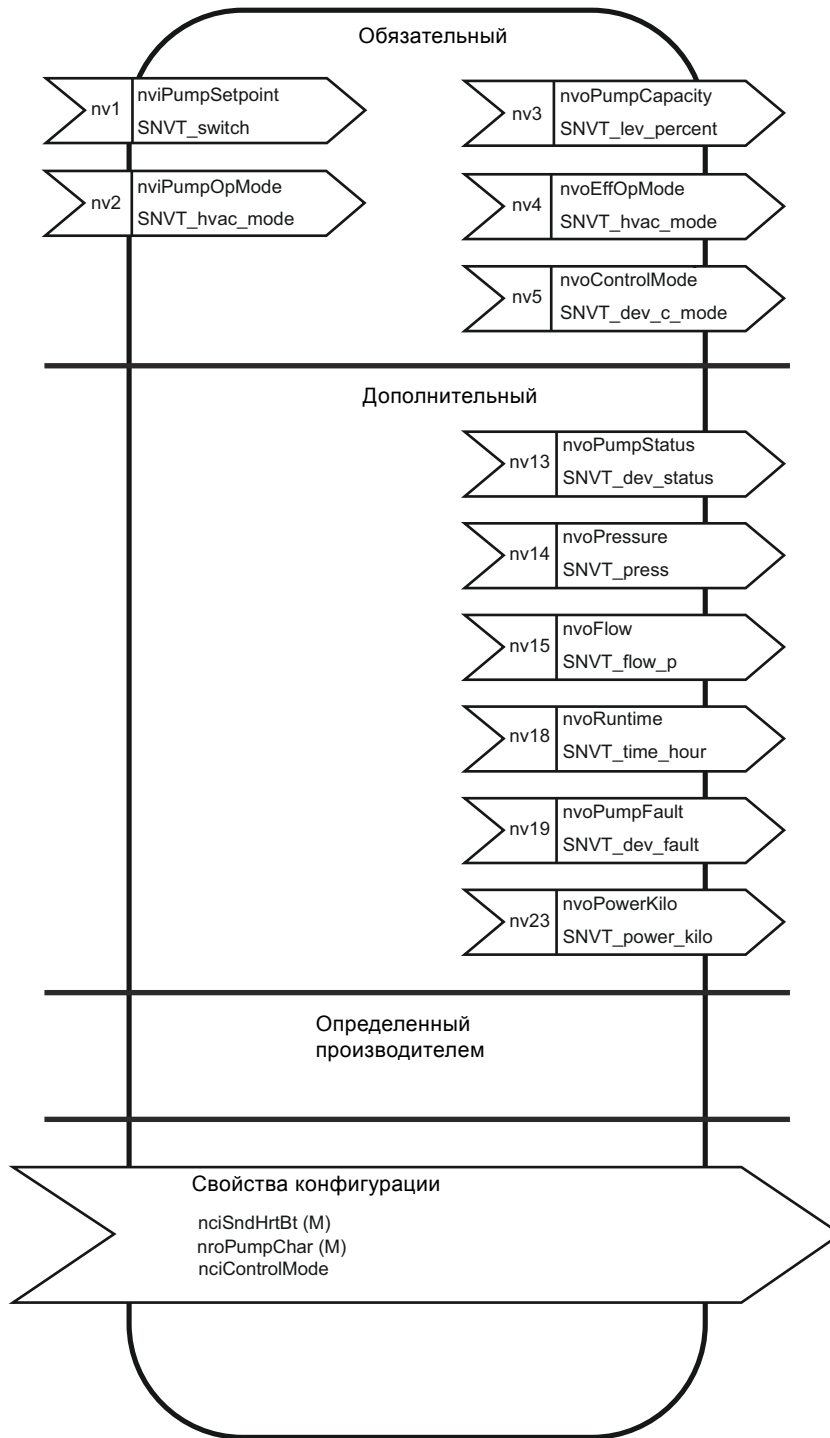 Обязательный
nv1
nviPumpSetpoint
SNVT_switch
nv2
nviPumpOpMode
SNVT_hvac_mode
nv3
nvoPumpCapacity
SNVT_lev_percent
nv4
nvoEffOpMode
SNVT_hvac_mode
nv5
nvoControlMode
SNVT_dev_c_mode
Дополнительный
nv13
nvoPumpStatus
SNVT_dev_status
nv14
nvoPressure
SNVT_press
nv15
nvoFlow
SNVT_flow_p
nv18
nvoRuntime
SNVT_time_hour
nv19
nvoPumpFault
SNVT_dev_fault
nv23
nvoPowerKilo
SNVT_power_kilo
Определенный
производителем
Свойства конфигурации
nciSndHrtBt (M)
nroPumpChar (M)
nciControlMode